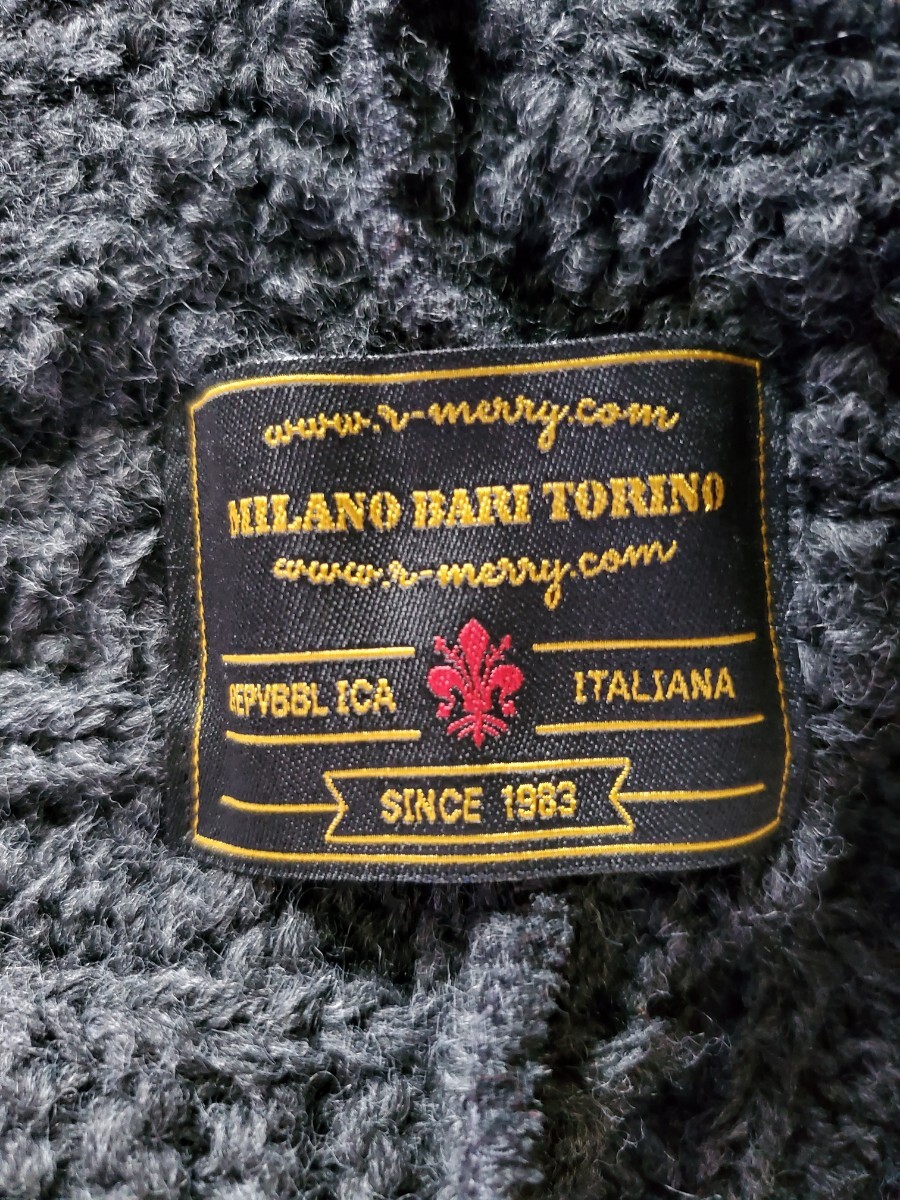 www.r-merry.com
MILANO BARI TORINO
www.r-merry.com
REPVBBLICA ITALIANA
SINCE 1983